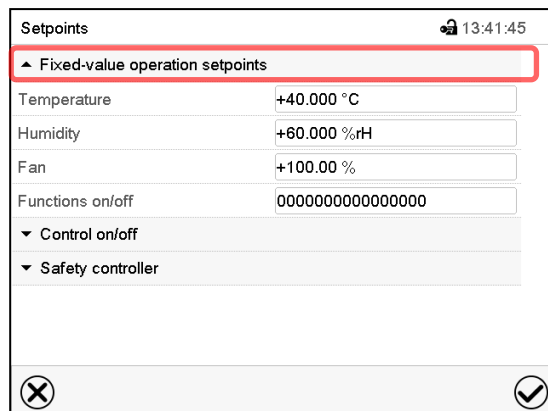 Setpoints 13:41:45
Fixed-value operation setpoints
Temperature +40.000 °C
Humidity +60.000 %rH
Fan +100.00 %
Functions on/off 0000000000000000
Control on/off
Safety controller